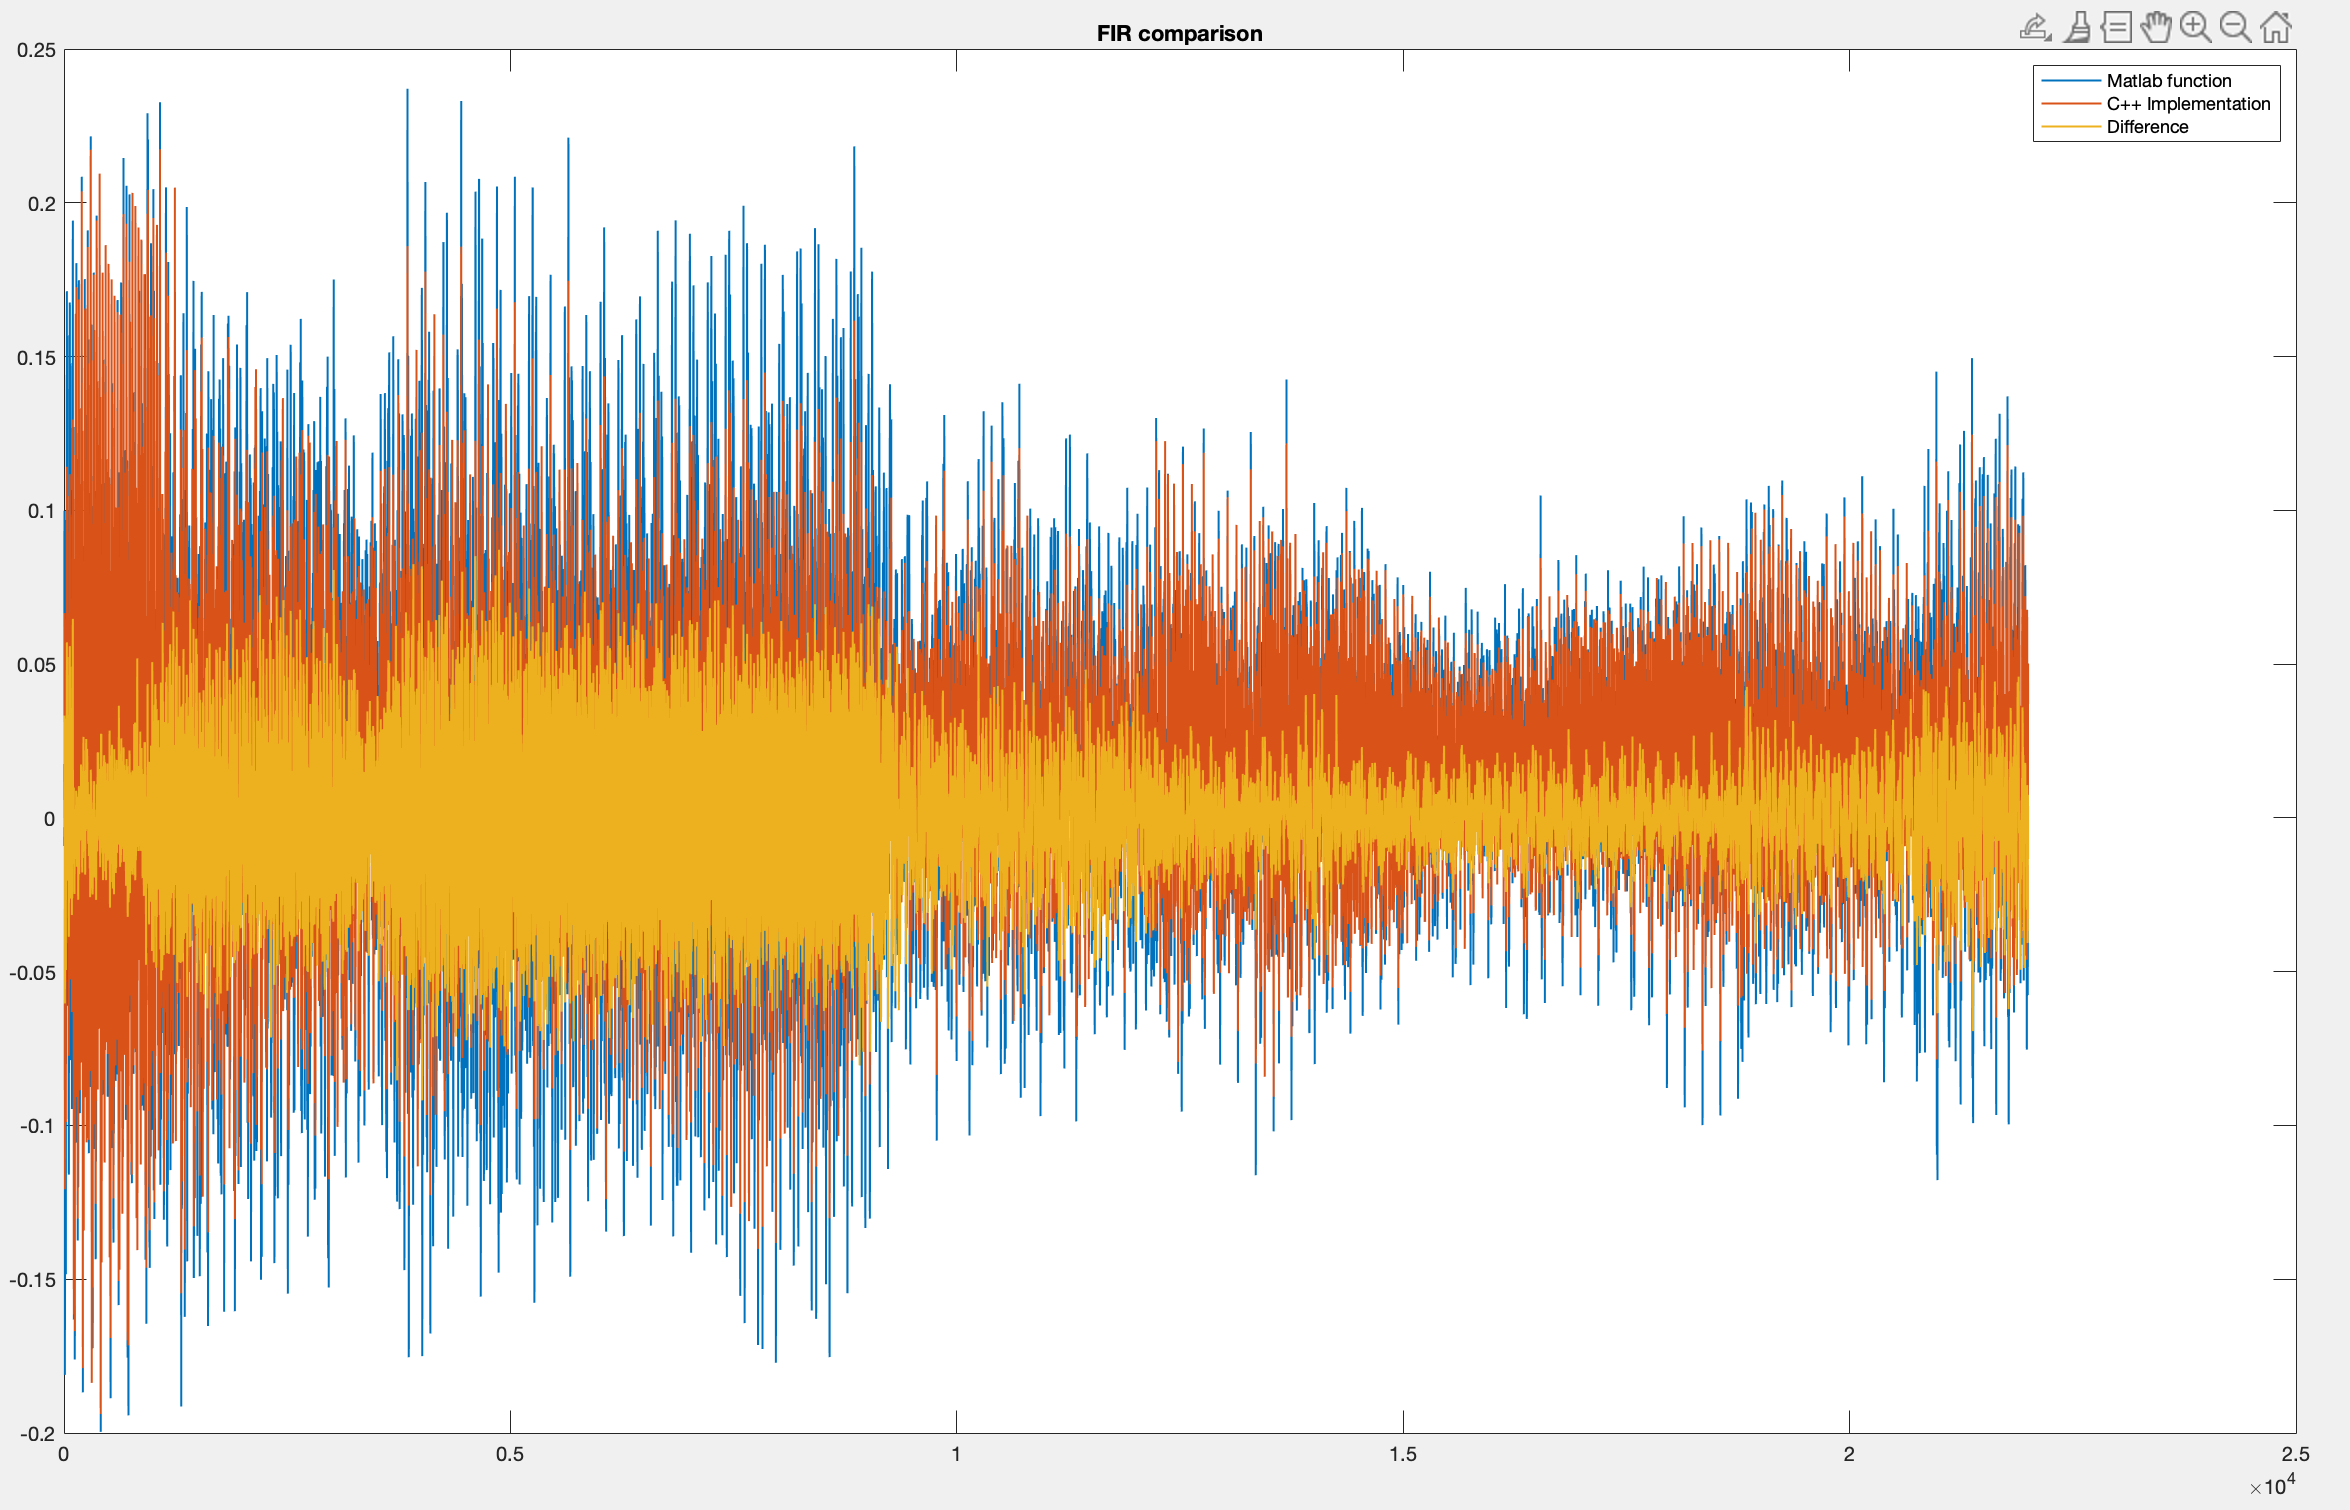 FIR comparison
Matlab function
C++ Implementation
Difference
0.25
0.2
0.15
0.1
0.05
0
-0.05
-0.1
-0.15
-0.2
0 0.5 1 1.5 2 2.5
×10⁴